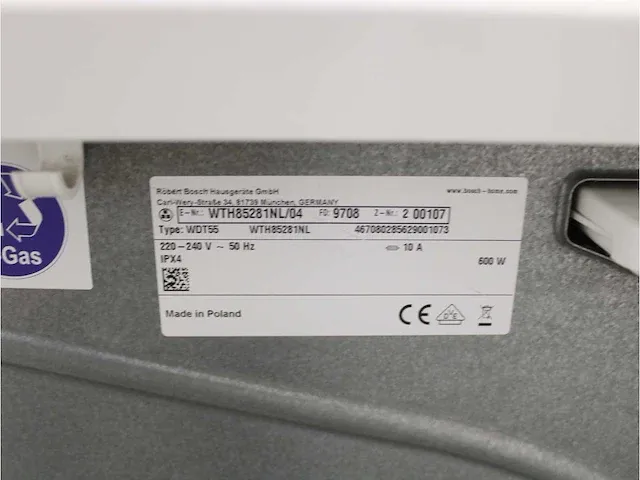 Robert Bosch Hausgeräte GmbH www.bosch-home.com
Carl-Wery-Straße 34, 81739 München, GERMANY
E-Nr.: WTH85281NL/04 FD: 9708 Z-Nr.: 2 00107
Type: WDT55 WTH85281NL 467080285629001073
220-240 V ~ 50 Hz 10 A
IPX4 600 W
Made in Poland
CE VDE
-Gas